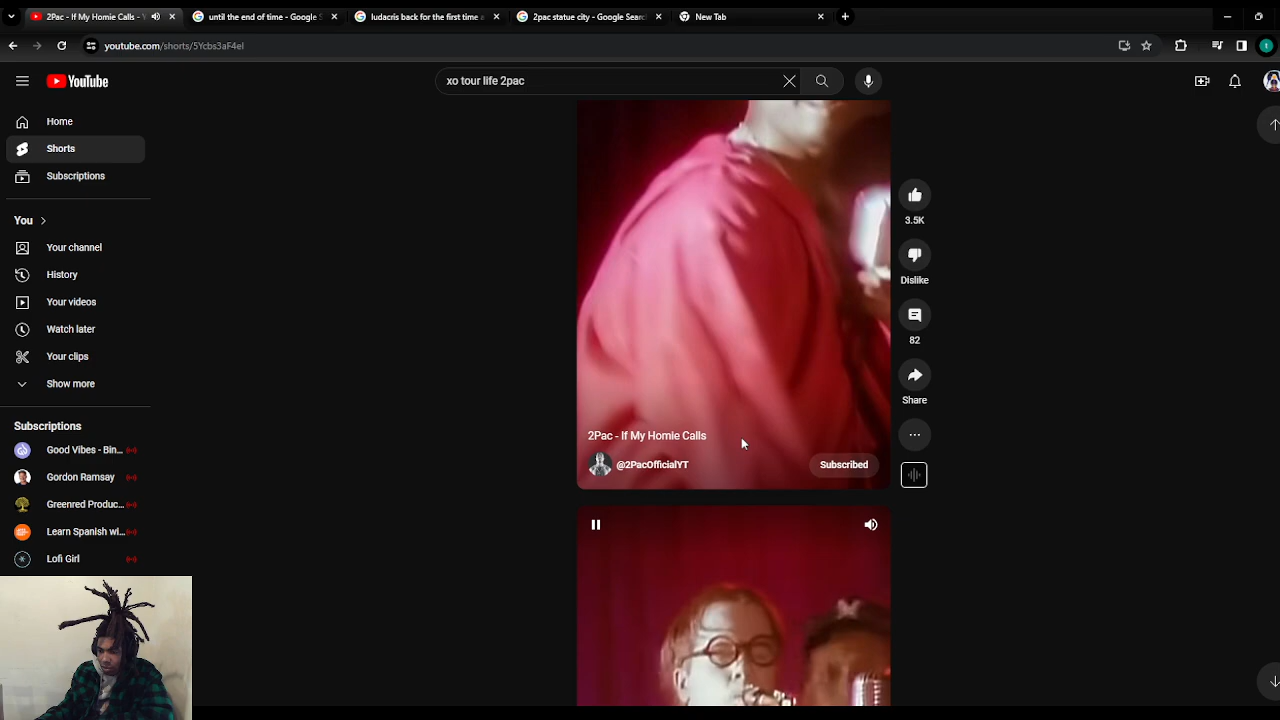 2Pac - If My Homie Calls - Y
until the end of time - Google S
ludacris back for the first time a
2pac statue city - Google Searc
New Tab
youtube.com/shorts/5Ycbs3aF4eI
t
YouTube
xo tour life 2pac
Home
Shorts
Subscriptions
You
Your channel
History
Your videos
Watch later
Your clips
Show more
Subscriptions
Good Vibes - Bin...
Gordon Ramsay
Greenred Produc...
Learn Spanish wi...
Lofi Girl
3.5K
Dislike
82
Share
2Pac - If My Homie Calls
@2PacOfficialYT
Subscribed